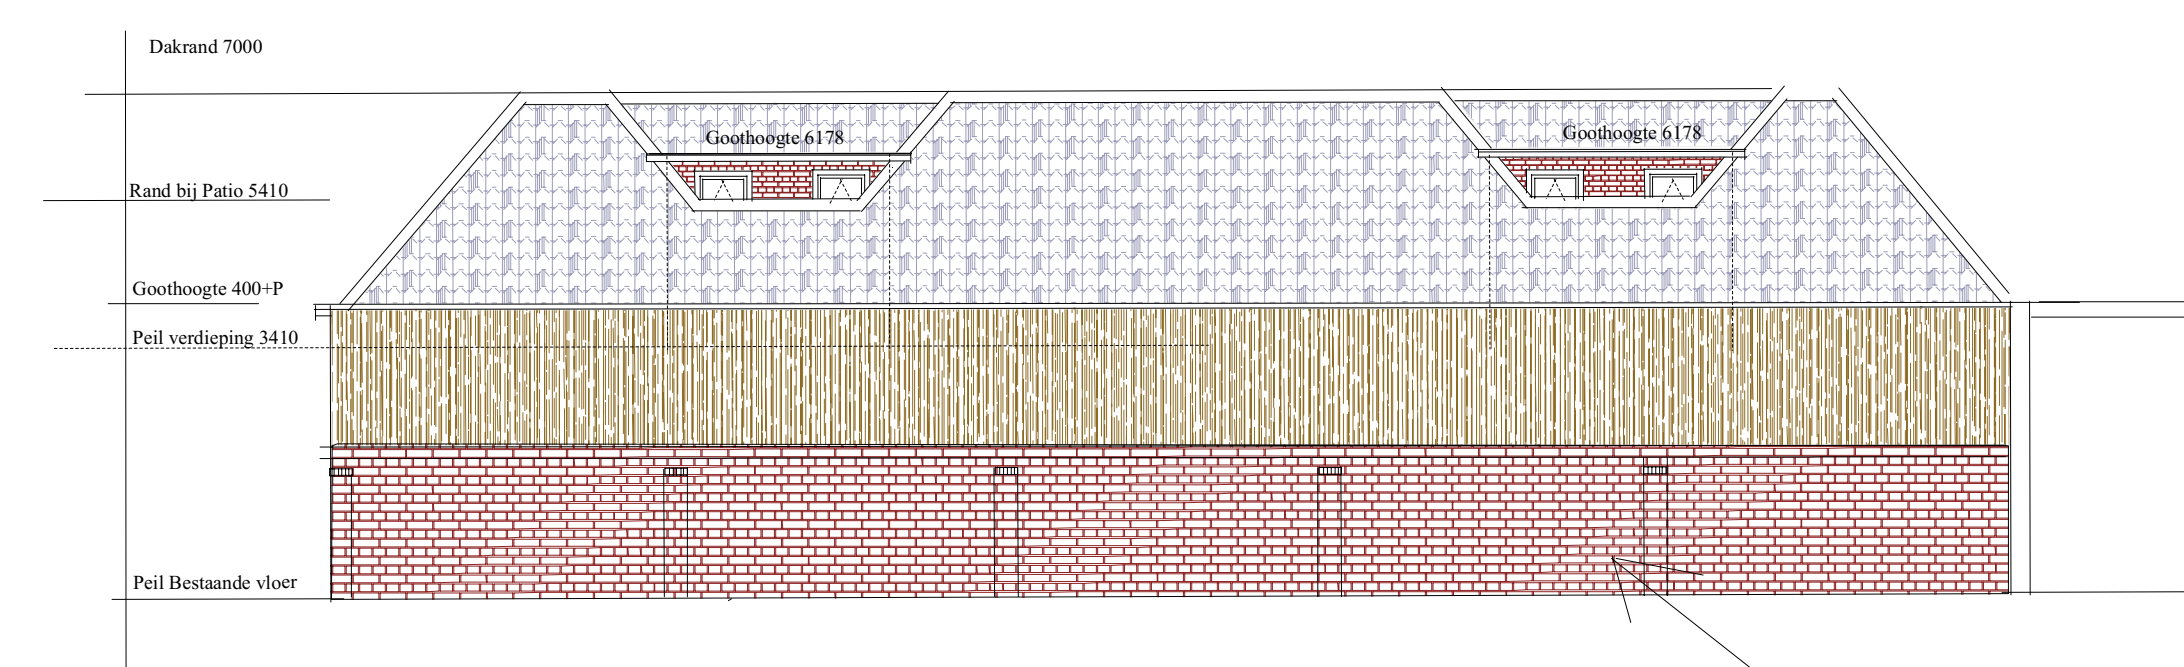 Dakrand 7000
Goothoogte 6178
Goothoogte 6178
Rand bij Patio 5410
Goothoogte 400+P
Peil verdieping 3410
Peil Bestaande vloer